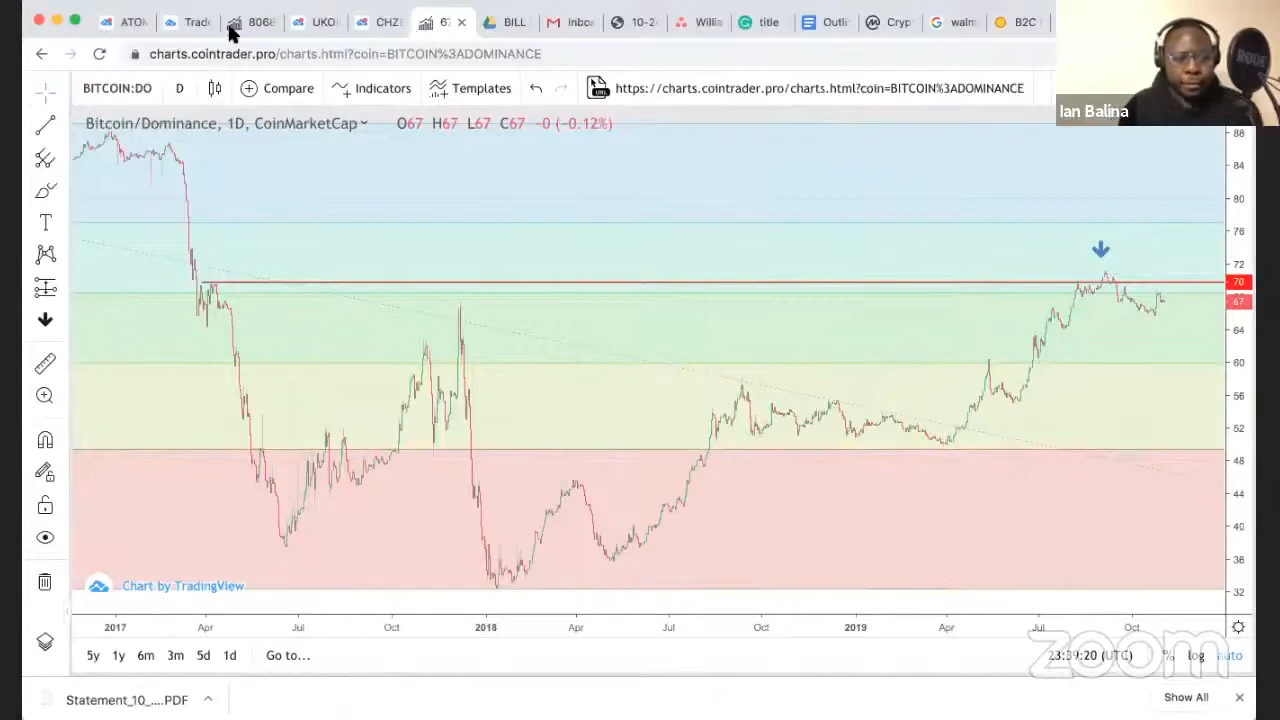 ATOM Trade 8068 UKO CHZ 67 BILL Inbo 10-2 Willia title Outli Cryp walm B2C
charts.cointrader.pro/charts.html?coin=BITCOIN%3ADOMINANCE
BITCOIN:DO D Compare Indicators Templates https://charts.cointrader.pro/charts.html?coin=BITCOIN%3ADOMINANCE
RODE
Ian Balina
Bitcoin/Dominance, 1D, CoinMarketCap O67 H67 L67 C67 -0 (-0.12%)
88
84
80
76
72
70
67
64
60
56
52
48
44
40
36
32
Chart by TradingView
2017 Apr Jul Oct 2018 Apr Jul Oct 2019 Apr Jul Oct
5y 1y 6m 3m 5d 1d Go to... 23:39:20 (UTC) % log auto
zoom
Statement_10_....PDF Show All